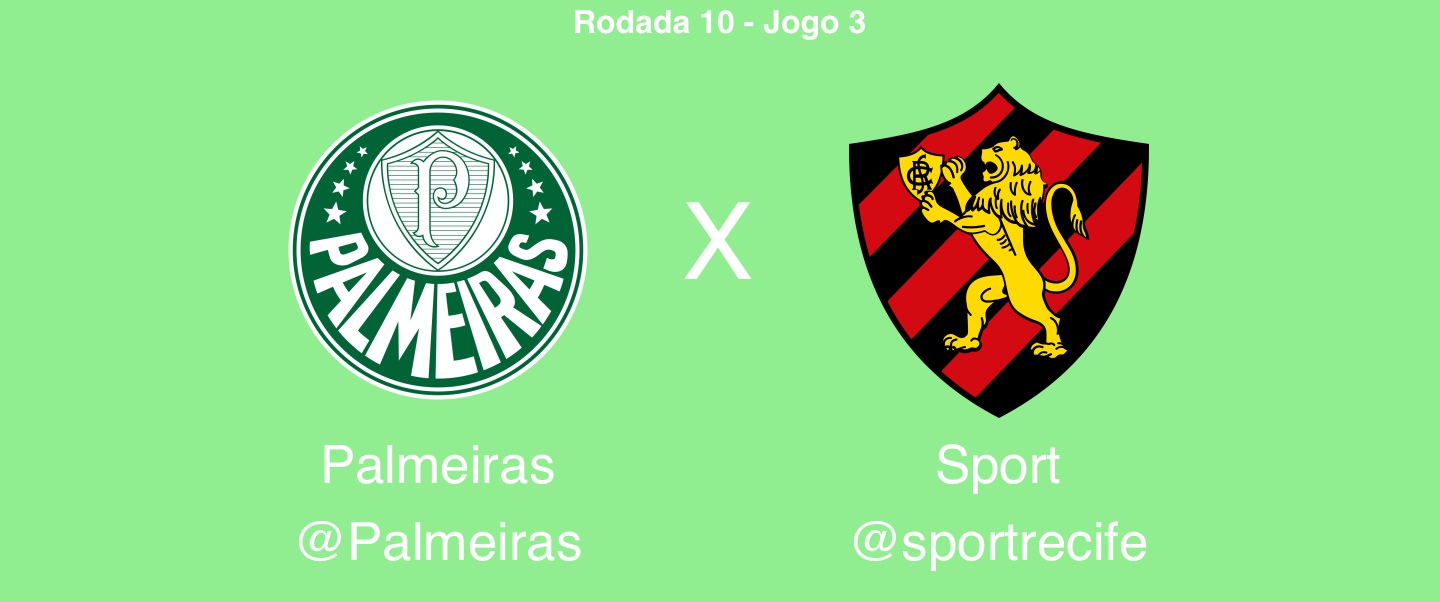 Rodada 10 - Jogo 3
P
PALMEIRAS
X
Palmeiras
Sport
@Palmeiras
@sportrecife